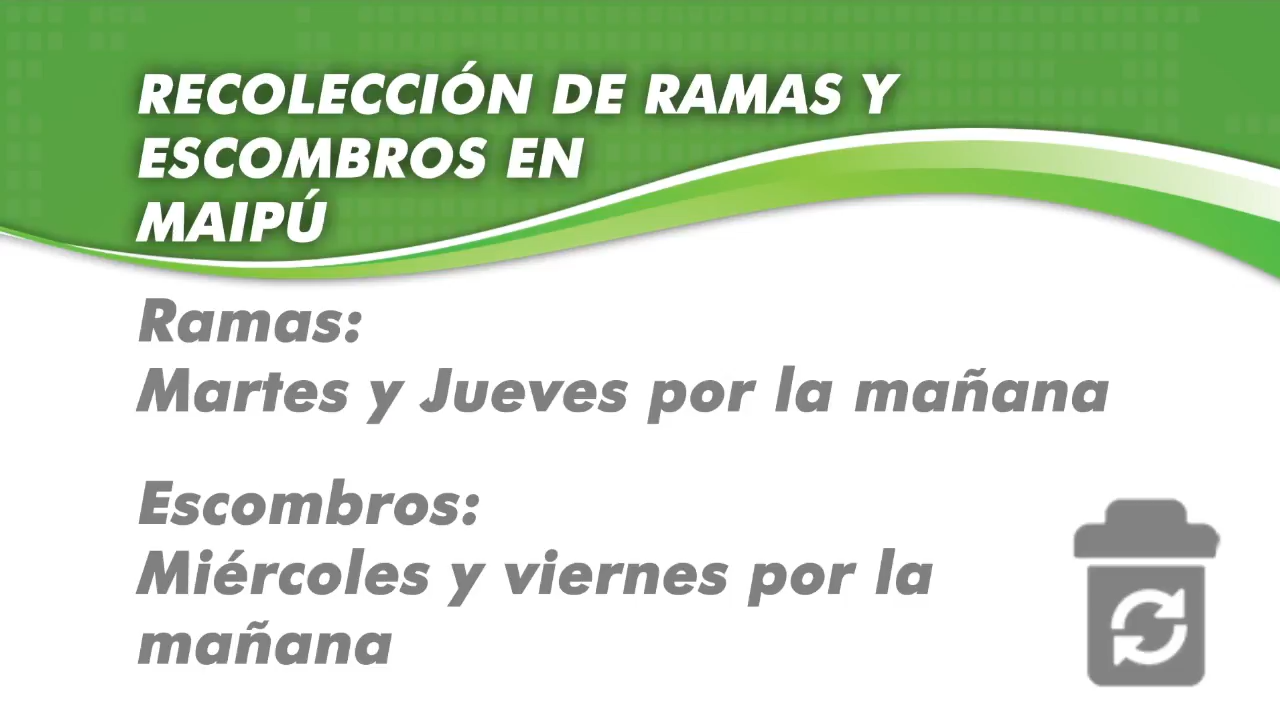 RECOLECCIÓN DE RAMAS Y
ESCOMBROS EN
MAIPÚ
Ramas:
Martes y Jueves por la mañana
Escombros:
Miércoles y viernes por la
mañana